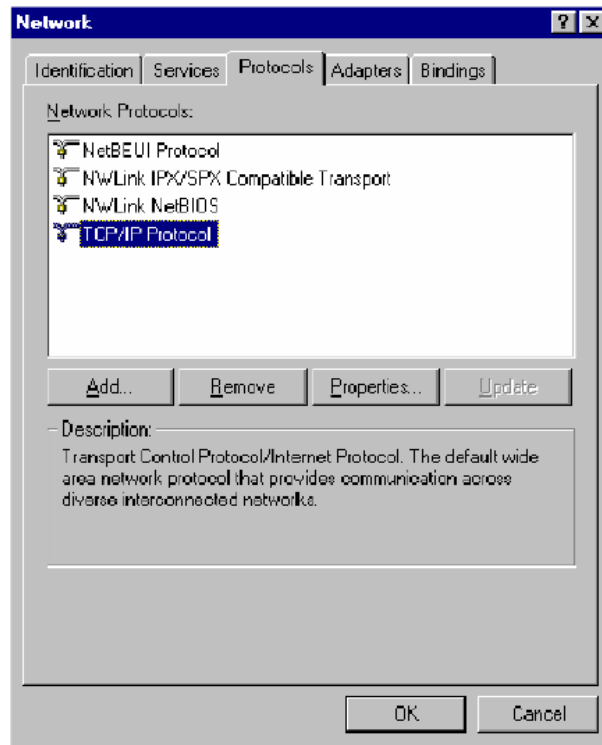 Network
Identification Services Protocols Adapters Bindings
Network Protocols:
NetBEUI Protocol
NWLink IPX/SPX Compatible Transport
NWLink NetBIOS
TCP/IP Protocol
Add... Remove Properties... Update
Description:
Transport Control Protocol/Internet Protocol. The default wide
area network protocol that provides communication across
diverse interconnected networks.
OK Cancel